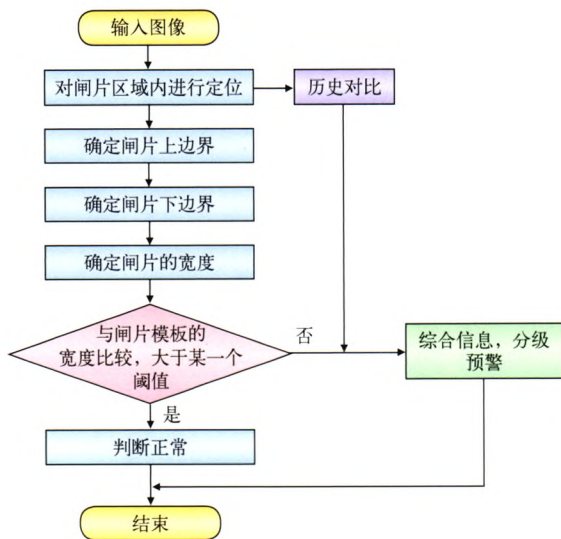 输入图像
对闸片区域内进行定位
历史对比
确定闸片上边界
确定闸片下边界
确定闸片的宽度
与闸片模板的
宽度比较，大于某一个
阈值
否
综合信息，分级
预警
是
判断正常
结束